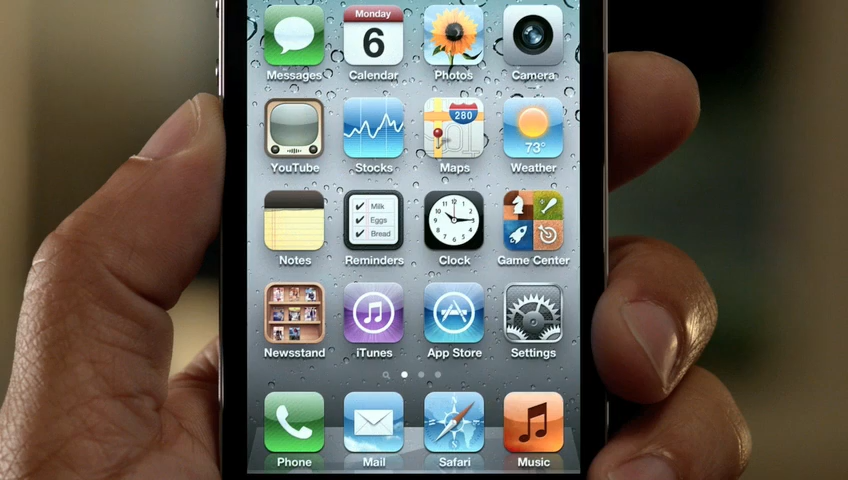 Monday
6
Messages Calendar Photos Camera
280
73°
YouTube Stocks Maps Weather
Milk
Eggs
Bread
Notes Reminders Clock Game Center
Newsstand iTunes App Store Settings
Phone Mail Safari Music